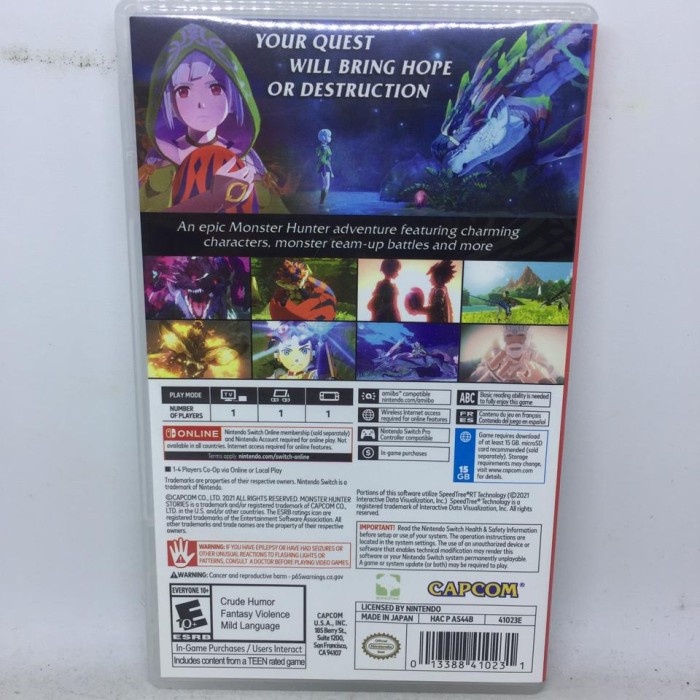 YOUR QUEST
WILL BRING HOPE
OR DESTRUCTION
An epic Monster Hunter adventure featuring charming
characters, monster team-up battles and more
PLAY MODE
TV
NUMBER
OF PLAYERS
1
1
1
amiibo™ compatible
nintendo.com/amiibo
ABC
Basic reading ability is needed
to fully enjoy this game
ONLINE
Nintendo Switch Online membership (sold separately)
and Nintendo Account required for online play. Not
available in all countries. Internet access required for online features.
Terms apply. nintendo.com/switch-online
Wireless Internet access
required for online features
FR
ES
Contenu du jeu en français
Contenido del juego en español
Nintendo Switch Pro
Controller compatible
In-game purchases
15
GB
Game requires download
of at least 15 GB. microSD
card recommended (sold
separately). Storage
requirements may change,
visit www.capcom.com
for details.
1-4 Players Co-Op via Online or Local Play
Trademarks are property of their respective owners. Nintendo Switch is a
trademark of Nintendo.
©CAPCOM CO., LTD. 2021 ALL RIGHTS RESERVED. MONSTER HUNTER
STORIES is a trademark and/or registered trademark of CAPCOM CO.,
LTD. in the U.S. and/or other countries. The ESRB ratings icon are
registered trademarks of the Entertainment Software Association. All
other trademarks and trade names are the property of their respective
owners.
Portions of this software utilize SpeedTree®RT Technology (©2021
Interactive Data Visualization, Inc.) SpeedTree® Technology is a
registered trademark of Interactive Data Visualization, Inc. All rights
reserved.
IMPORTANT! Read the Nintendo Switch Health & Safety Information
before setup or use of your system. The operation instructions are
located in the system settings. The use of an unauthorized device or
software that enables technical modification may render this
software or your Nintendo Switch system permanently unplayable.
A game or system update (or both) may be required to play.
WARNING: IF YOU HAVE EPILEPSY OR HAVE HAD SEIZURES OR
OTHER UNUSUAL REACTIONS TO FLASHING LIGHTS OR
PATTERNS, CONSULT A DOCTOR BEFORE PLAYING VIDEO GAMES.
WARNING: Cancer and reproductive harm - p65warnings.ca.gov
EVERYONE 10+
E
10+
ESRB
Crude Humor
Fantasy Violence
Mild Language
In-Game Purchases / Users Interact
Includes content from a TEEN rated game
CAPCOM
U.S.A., INC.
185 Berry St.,
Suite 1200,
San Francisco,
CA 94107
CAPCOM®
LICENSED BY NINTENDO
MADE IN JAPAN
HAC P AS44B
41023E
0 13388 41023 1